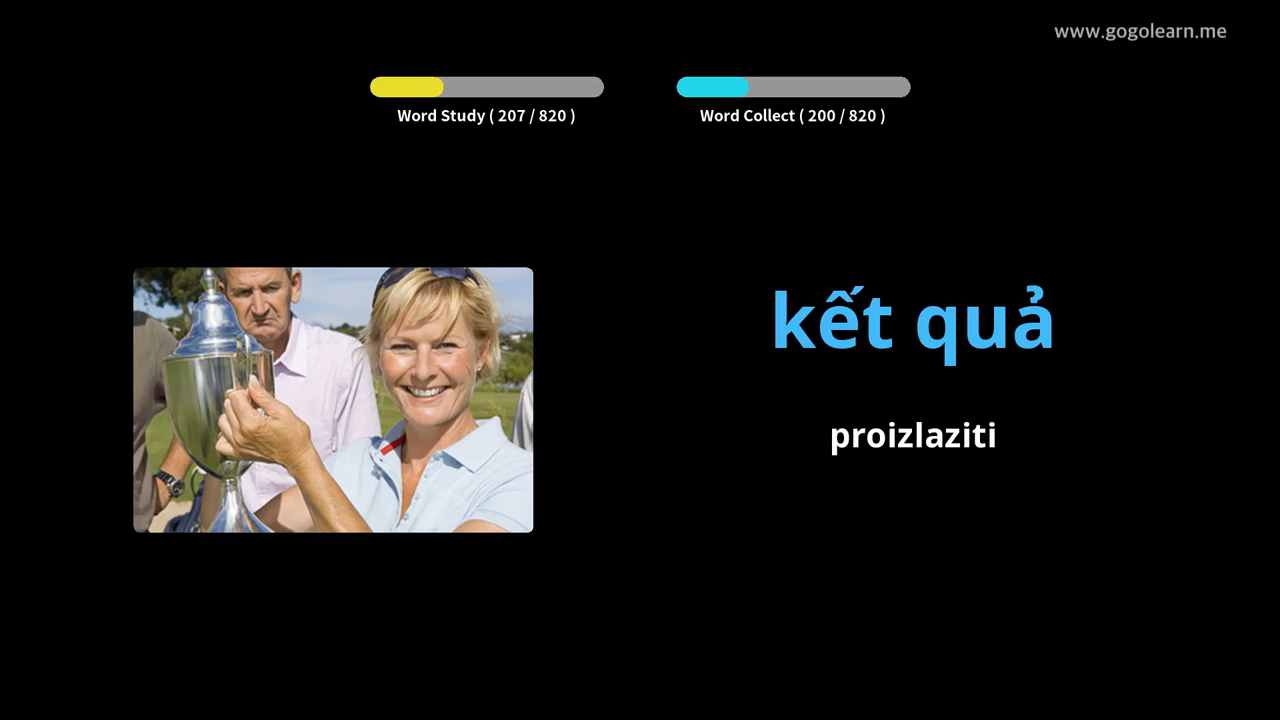 www.gogolearn.me
Word Study ( 207 / 820 )
Word Collect ( 200 / 820 )
kết quả
proizlaziti